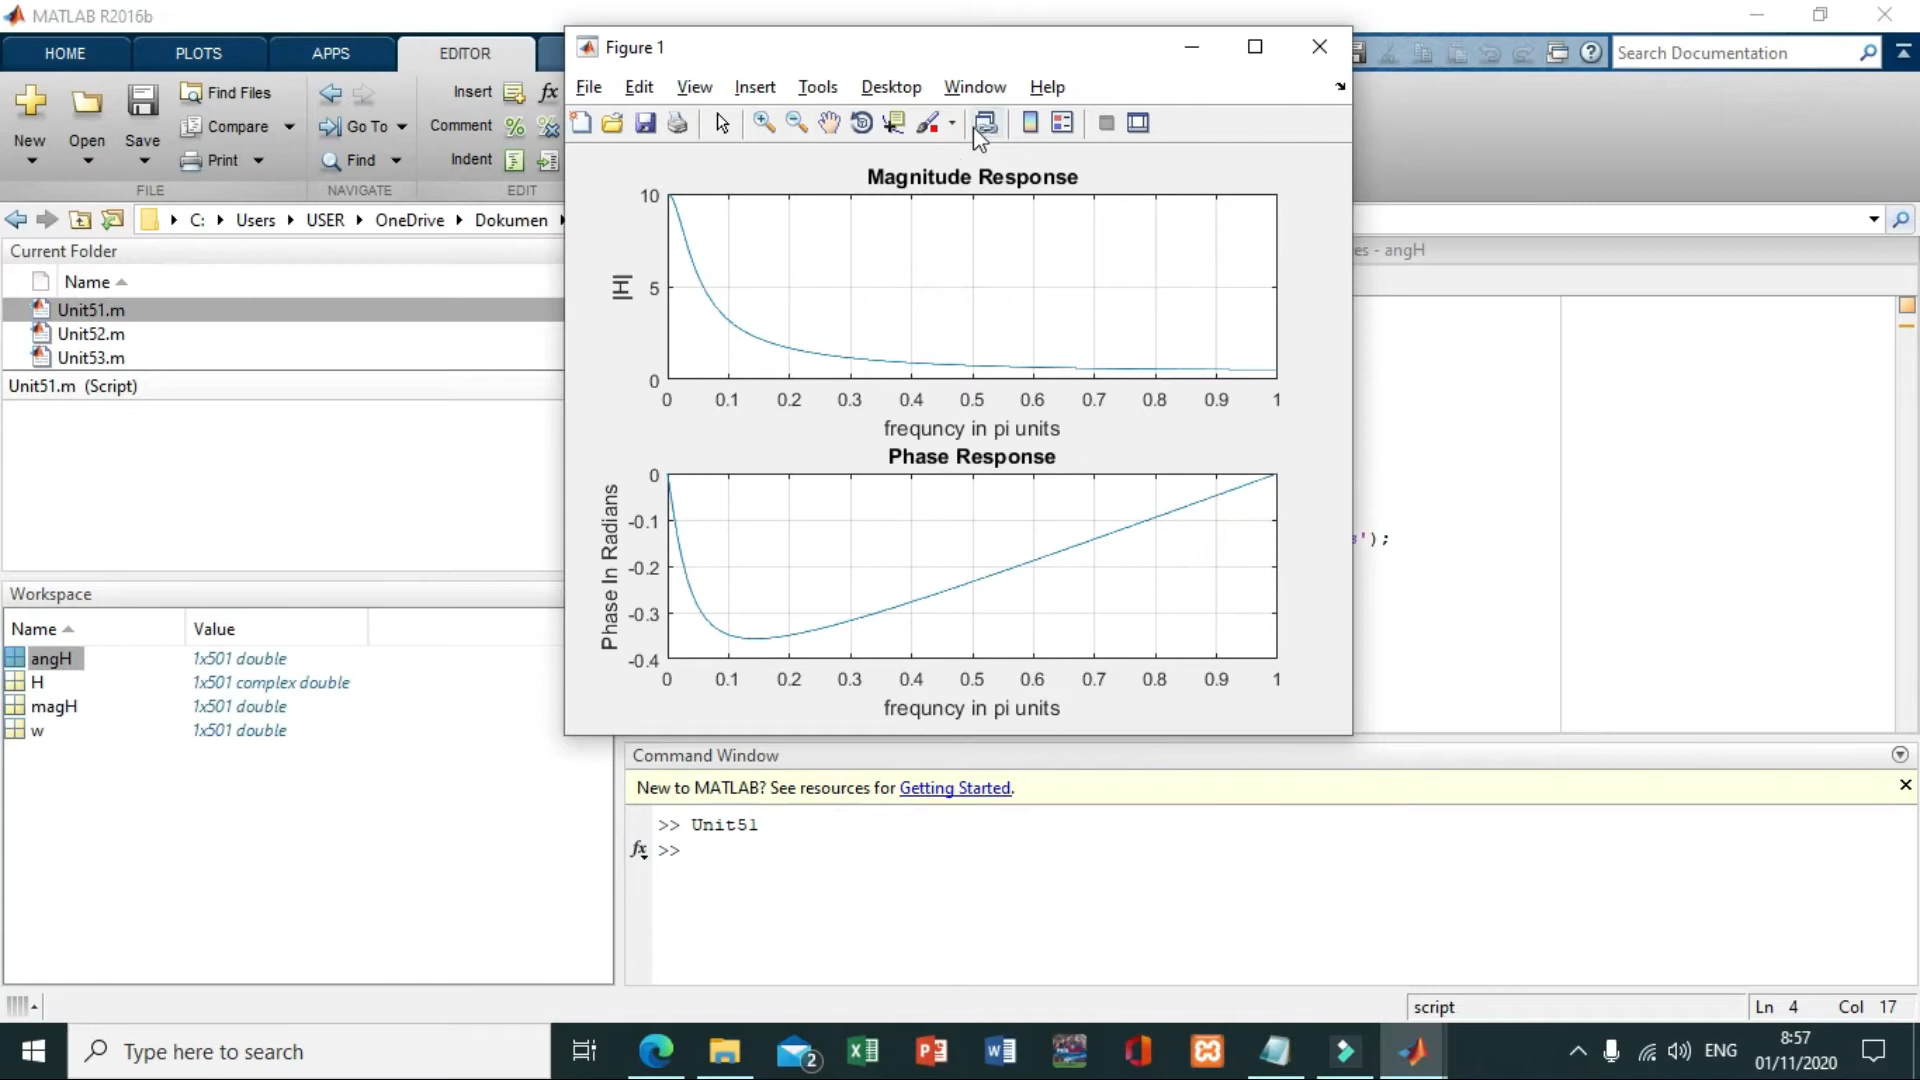 MATLAB R2016b
HOME
PLOTS
APPS
EDITOR
Search Documentation
New
Open
Save
Find Files
Compare
Print
FILE
Go To
Find
NAVIGATE
Insert
fx
Comment
Indent
EDIT
C:
Users
USER
OneDrive
Dokumen
Current Folder
Name
Unit51.m
Unit52.m
Unit53.m
Unit51.m (Script)
Workspace
Name
Value
angH
1x501 double
H
1x501 complex double
magH
1x501 double
w
1x501 double
Figure 1
File
Edit
View
Insert
Tools
Desktop
Window
Help
Magnitude Response
|H|
10
5
0
0 0.1 0.2 0.3 0.4 0.5 0.6 0.7 0.8 0.9 1
frequncy in pi units
Phase Response
Phase In Radians
0
-0.1
-0.2
-0.3
-0.4
0 0.1 0.2 0.3 0.4 0.5 0.6 0.7 0.8 0.9 1
frequncy in pi units
es - angH
');
Command Window
New to MATLAB? See resources for Getting Started.
>> Unit51
fx >>
script
Ln 4
Col 17
Type here to search
2
ENG
8:57
01/11/2020